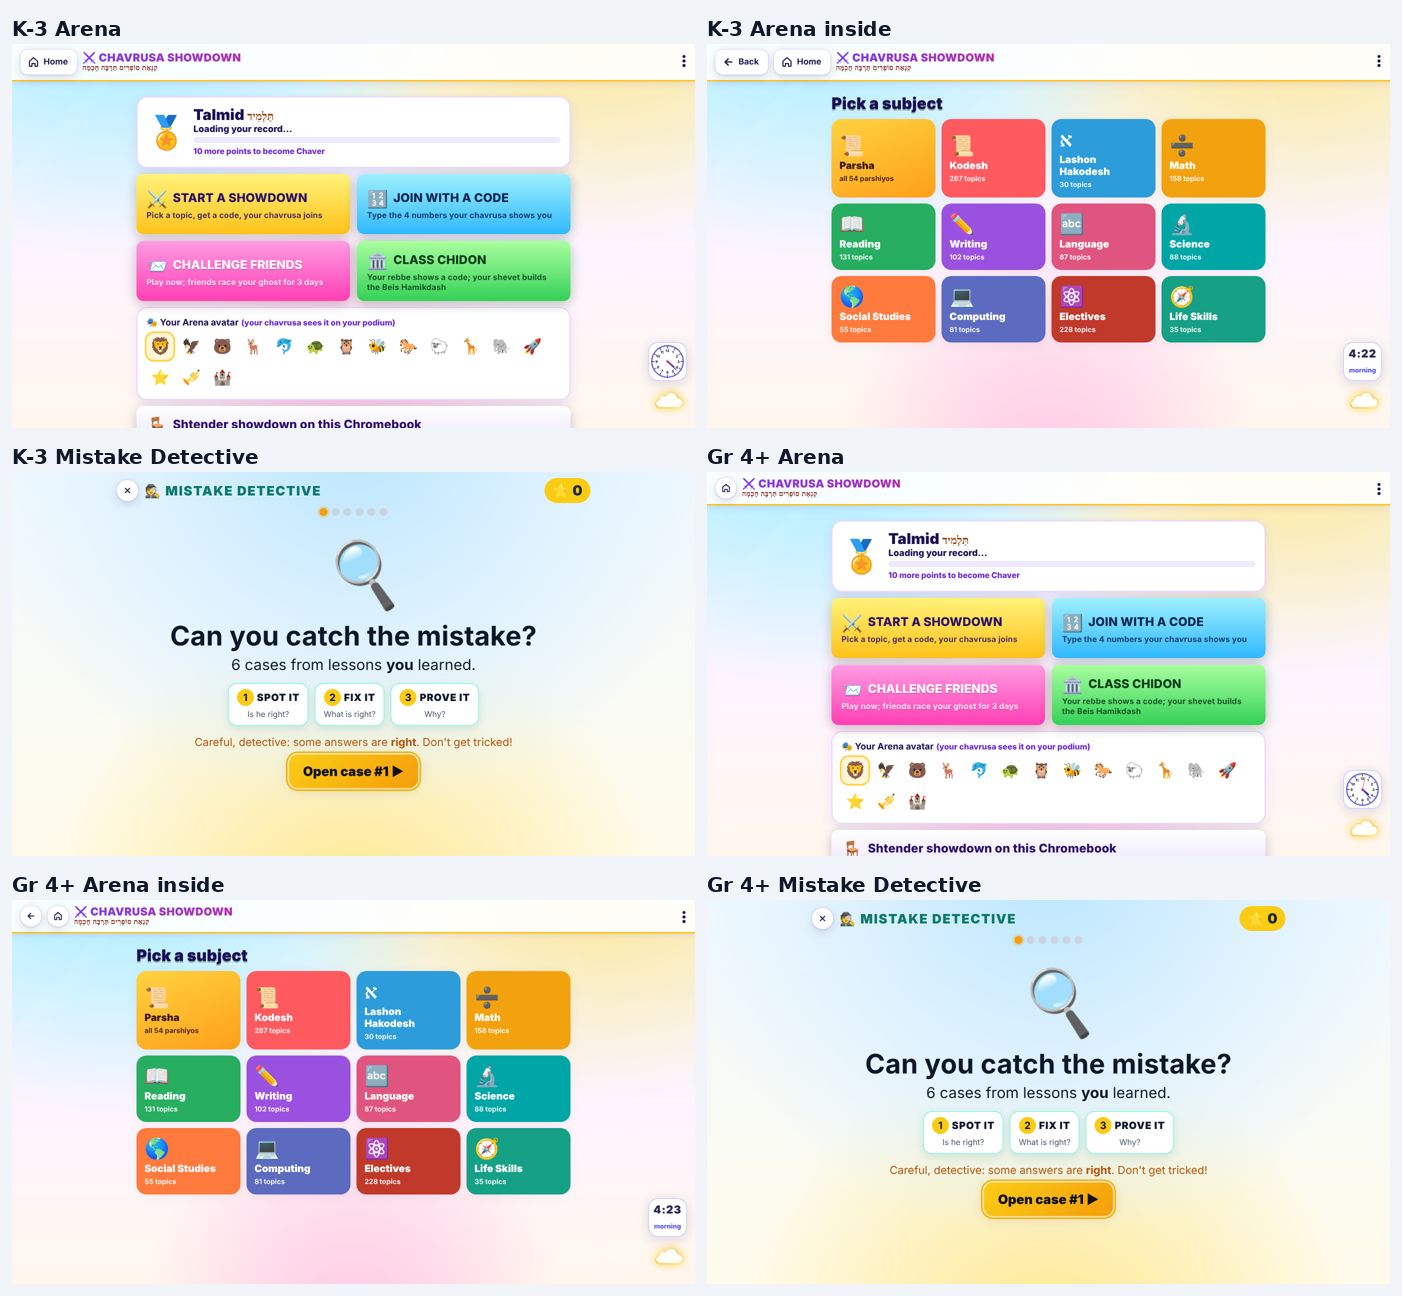 K-3 Arena
Home
CHAVRUSA SHOWDOWN
קִנְאַת סוֹפְרִים תַּרְבֶּה חָכְמָה
Talmid תַּלְמִיד
Loading your record...
10 more points to become Chaver
START A SHOWDOWN
Pick a topic, get a code, your chavrusa joins
JOIN WITH A CODE
Type the 4 numbers your chavrusa shows you
CHALLENGE FRIENDS
Play now; friends race your ghost for 3 days
CLASS CHIDON
Your rebbe shows a code; your shevet builds
the Beis Hamikdash
Your Arena avatar (your chavrusa sees it on your podium)
Shtender showdown on this Chromebook
K-3 Arena inside
Back
Home
CHAVRUSA SHOWDOWN
קִנְאַת סוֹפְרִים תַּרְבֶּה חָכְמָה
Pick a subject
Parsha
all 54 parshiyos
Kodesh
287 topics
א
Lashon
Hakodesh
30 topics
Math
158 topics
Reading
131 topics
Writing
102 topics
abc
Language
87 topics
Science
88 topics
Social Studies
55 topics
Computing
81 topics
Electives
228 topics
Life Skills
35 topics
4:22
morning
K-3 Mistake Detective
MISTAKE DETECTIVE
0
Can you catch the mistake?
6 cases from lessons you learned.
1 SPOT IT
Is he right?
2 FIX IT
What is right?
3 PROVE IT
Why?
Careful, detective: some answers are right. Don't get tricked!
Open case #1 ▶
Gr 4+ Arena
CHAVRUSA SHOWDOWN
קִנְאַת סוֹפְרִים תַּרְבֶּה חָכְמָה
Talmid תַּלְמִיד
Loading your record...
10 more points to become Chaver
START A SHOWDOWN
Pick a topic, get a code, your chavrusa joins
JOIN WITH A CODE
Type the 4 numbers your chavrusa shows you
CHALLENGE FRIENDS
Play now; friends race your ghost for 3 days
CLASS CHIDON
Your rebbe shows a code; your shevet builds
the Beis Hamikdash
Your Arena avatar (your chavrusa sees it on your podium)
Shtender showdown on this Chromebook
Gr 4+ Arena inside
CHAVRUSA SHOWDOWN
קִנְאַת סוֹפְרִים תַּרְבֶּה חָכְמָה
Pick a subject
Parsha
all 54 parshiyos
Kodesh
287 topics
א
Lashon
Hakodesh
30 topics
Math
158 topics
Reading
131 topics
Writing
102 topics
abc
Language
87 topics
Science
88 topics
Social Studies
55 topics
Computing
81 topics
Electives
228 topics
Life Skills
35 topics
4:23
morning
Gr 4+ Mistake Detective
MISTAKE DETECTIVE
0
Can you catch the mistake?
6 cases from lessons you learned.
1 SPOT IT
Is he right?
2 FIX IT
What is right?
3 PROVE IT
Why?
Careful, detective: some answers are right. Don't get tricked!
Open case #1 ▶